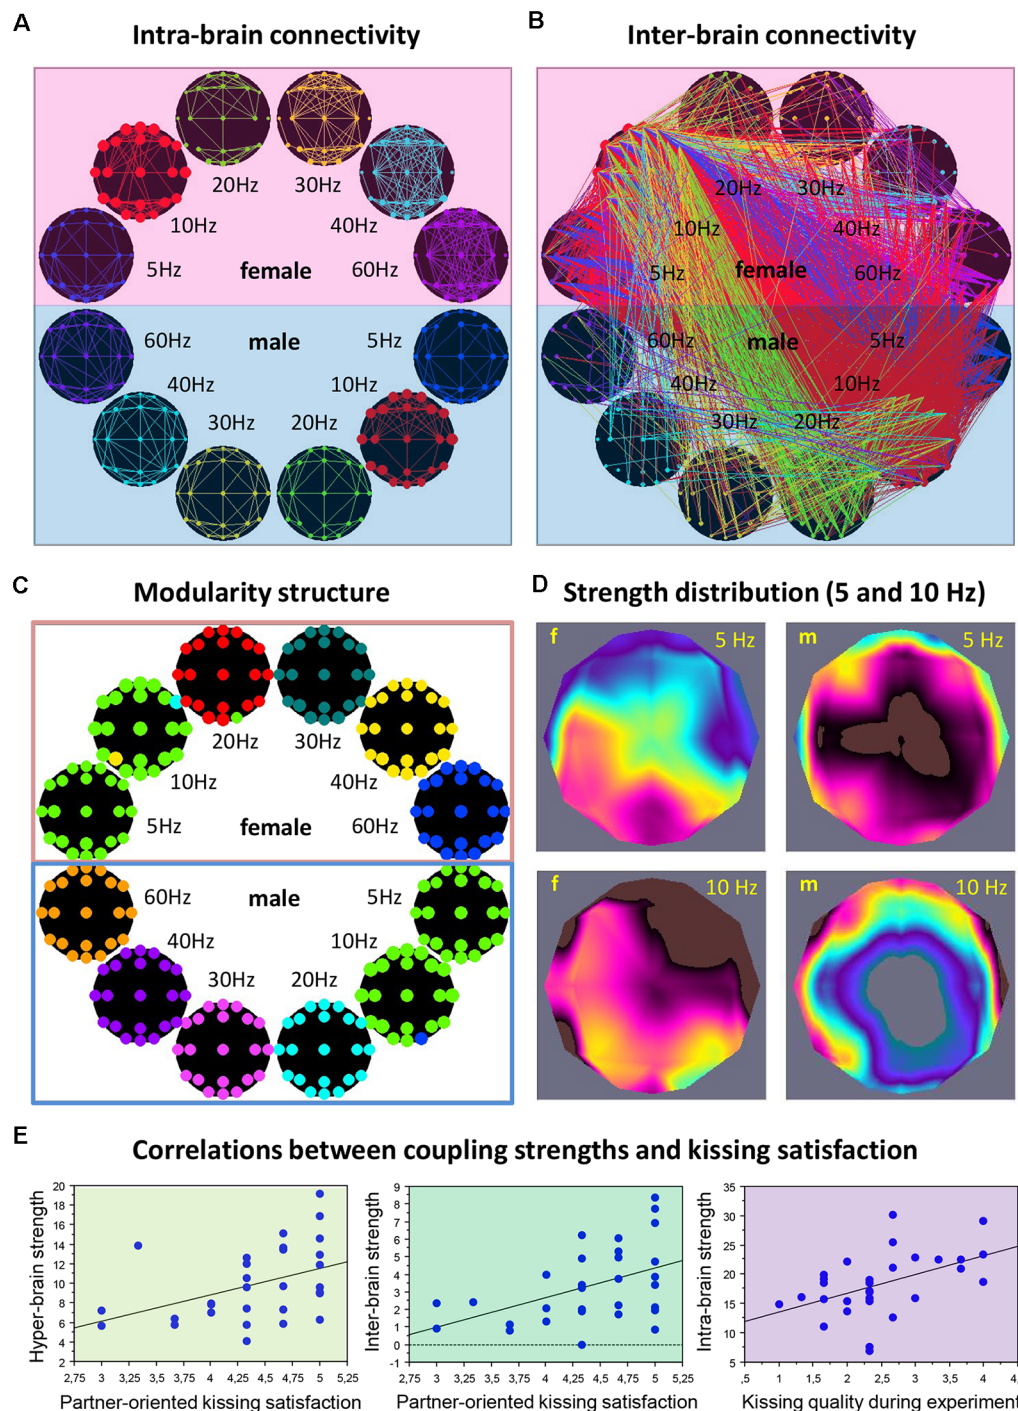 A
Intra-brain connectivity
20Hz 30Hz
10Hz 40Hz
5Hz female 60Hz
60Hz male 5Hz
40Hz 10Hz
30Hz 20Hz
B
Inter-brain connectivity
20Hz 30Hz
10Hz 40Hz
5Hz female 60Hz
60Hz male 5Hz
40Hz 10Hz
30Hz 20Hz
C
Modularity structure
20Hz 30Hz
10Hz 40Hz
5Hz female 60Hz
60Hz male 5Hz
40Hz 10Hz
30Hz 20Hz
D
Strength distribution (5 and 10 Hz)
f 5 Hz
m 5 Hz
f 10 Hz
m 10 Hz
E
Correlations between coupling strengths and kissing satisfaction
Hyper-brain strength
20
18
16
14
12
10
8
6
4
2
2,75 3 3,25 3,5 3,75 4 4,25 4,5 4,75 5 5,25
Partner-oriented kissing satisfaction
Inter-brain strength
9
8
7
6
5
4
3
2
1
0
-1
2,75 3 3,25 3,5 3,75 4 4,25 4,5 4,75 5 5,25
Partner-oriented kissing satisfaction
Intra-brain strength
35
30
25
20
15
10
5
,5 1 1,5 2 2,5 3 3,5 4 4,
Kissing quality during experiment